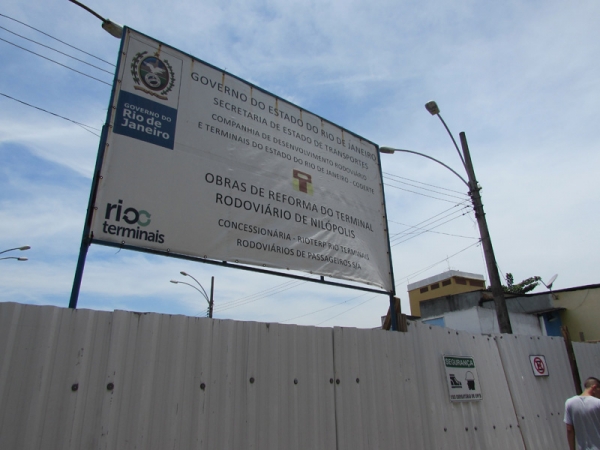 GOVERNO DO ESTADO DO RIO DE JANEIRO
SECRETARIA DE ESTADO DE TRANSPORTES
COMPANHIA DE DESENVOLVIMENTO RODOVIÁRIO
E TERMINAIS DO ESTADO DO RIO DE JANEIRO - CODERTE
GOVERNO DO
Rio de
Janeiro
OBRAS DE REFORMA DO TERMINAL
RODOVIÁRIO DE NILÓPOLIS
CONCESSIONÁRIA - RIOTERP RIO TERMINAIS
RODOVIÁRIOS DE PASSAGEIROS S/A
rio
terminais
SEGURANÇA